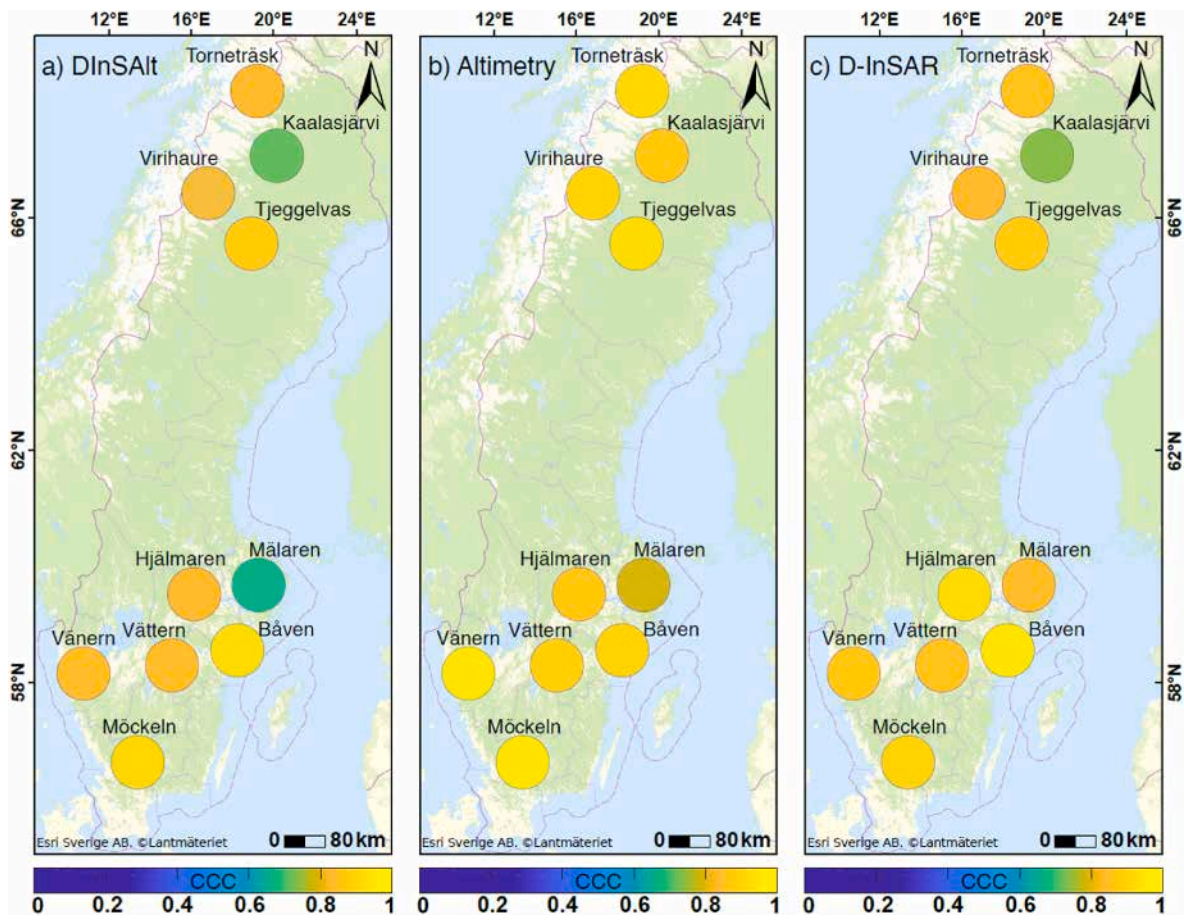 12°E 16°E 20°E 24°E
12°E 16°E 20°E 24°E
12°E 16°E 20°E 24°E
66°N
62°N
58°N
a) DInSAlt
N
Torneträsk
Kaalasjärvi
Virihaure
Tjeggelvas
Hjälmaren
Mälaren
Vänern
Vättern
Båven
Möckeln
Esri Sverige AB. ©Lantmäteriet
0 80 km
b) Altimetry
N
Torneträsk
Kaalasjärvi
Virihaure
Tjeggelvas
Hjälmaren
Mälaren
Vänern
Vättern
Båven
Möckeln
Esri Sverige AB. ©Lantmäteriet
0 80 km
c) D-InSAR
N
Torneträsk
Kaalasjärvi
Virihaure
Tjeggelvas
Hjälmaren
Mälaren
Vänern
Vättern
Båven
Möckeln
Esri Sverige AB. ©Lantmäteriet
0 80 km
66°N
62°N
58°N
CCC
0 0.2 0.4 0.6 0.8 1
CCC
0 0.2 0.4 0.6 0.8 1
CCC
0 0.2 0.4 0.6 0.8 1